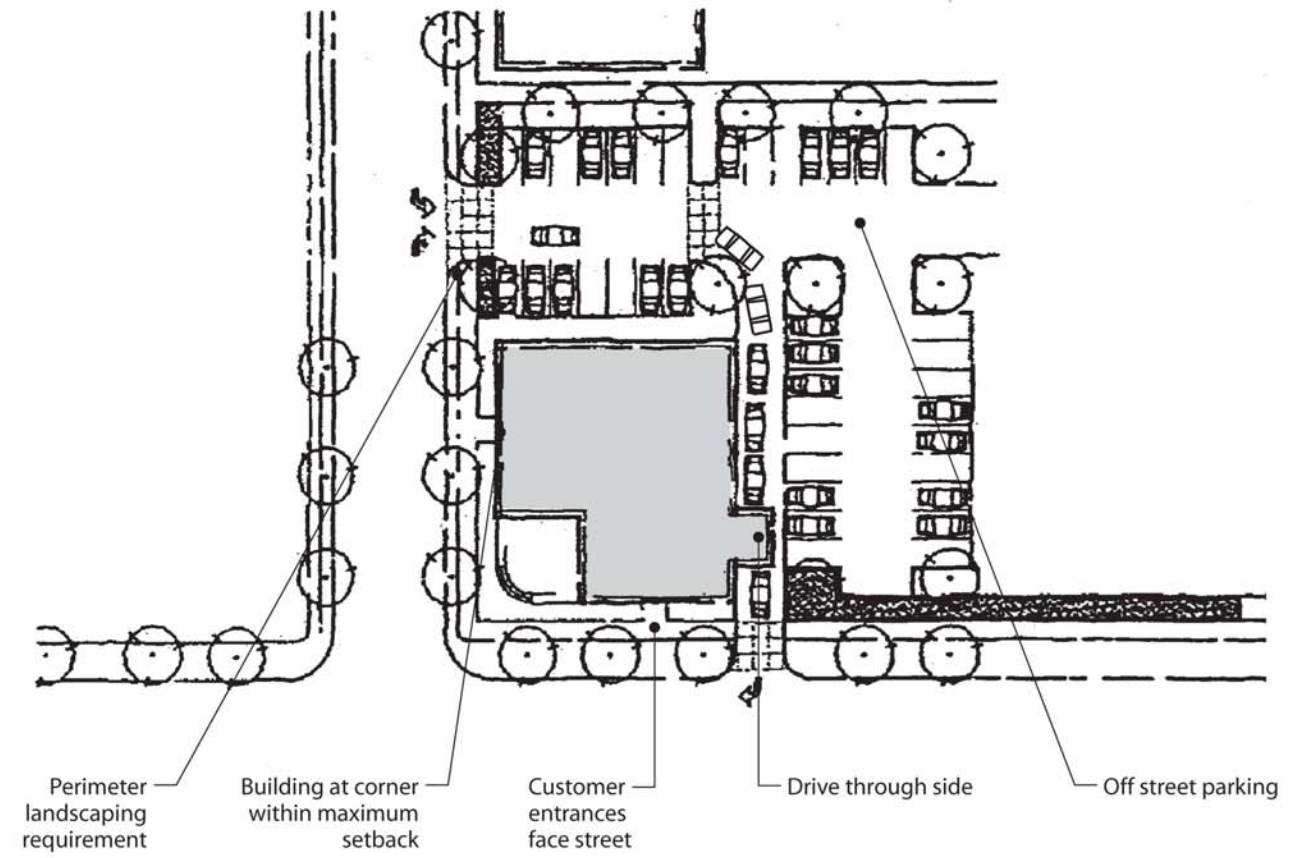 Perimeter
landscaping
requirement
Building at corner
within maximum
setback
Customer
entrances
face street
Drive through side
Off street parking